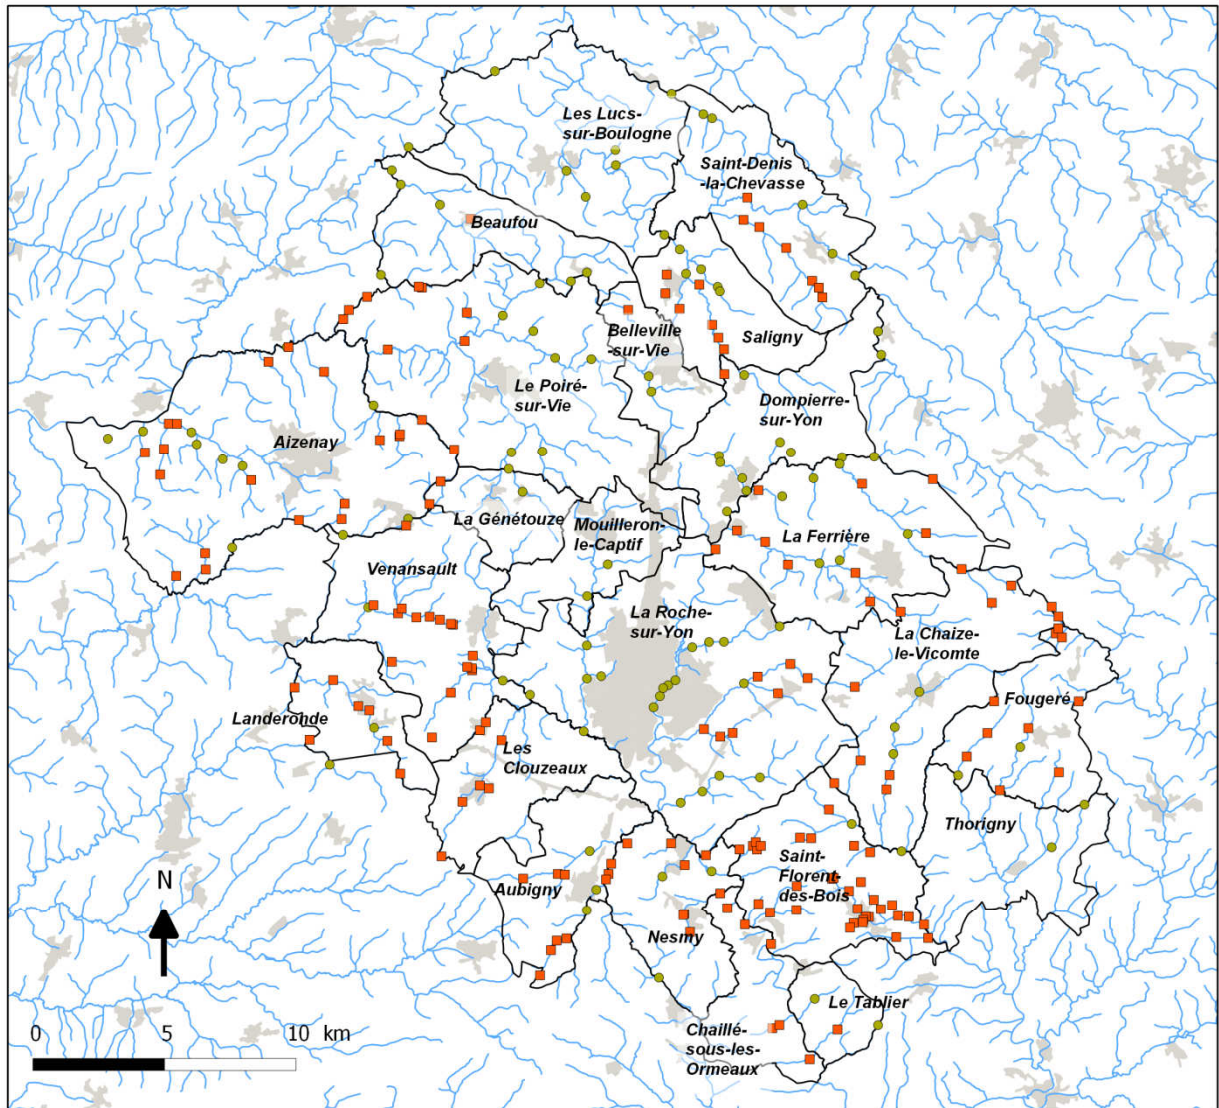 Les Lucs-
sur-Boulogne
Saint-Denis
-la-Chevasse
Beaufou
Belleville
-sur-Vie
Saligny
Le Poiré-
sur-Vie
Dompierre-
sur-Yon
Aizenay
La Génétouze
Mouilleron-
le-Captif
La Ferrière
Venansault
La Roche-
sur-Yon
La Chaize-
le-Vicomte
Fougeré
Landeronde
Les
Clouzeaux
Thorigny
Saint-
Florent-
des-Bois
Aubigny
N
Nesmy
Le Tablier
Chaillé-
sous-les-
Ormeaux
0 5 10 km